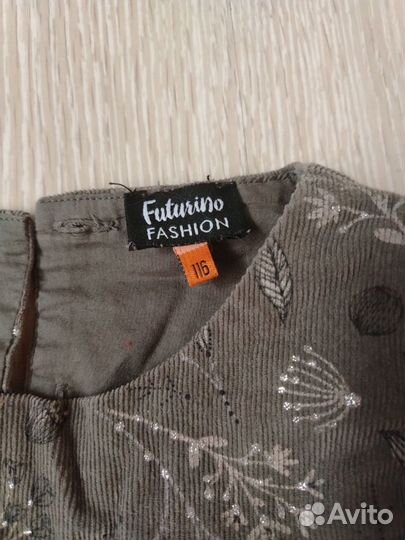 Futurino
FASHION
116
Avito